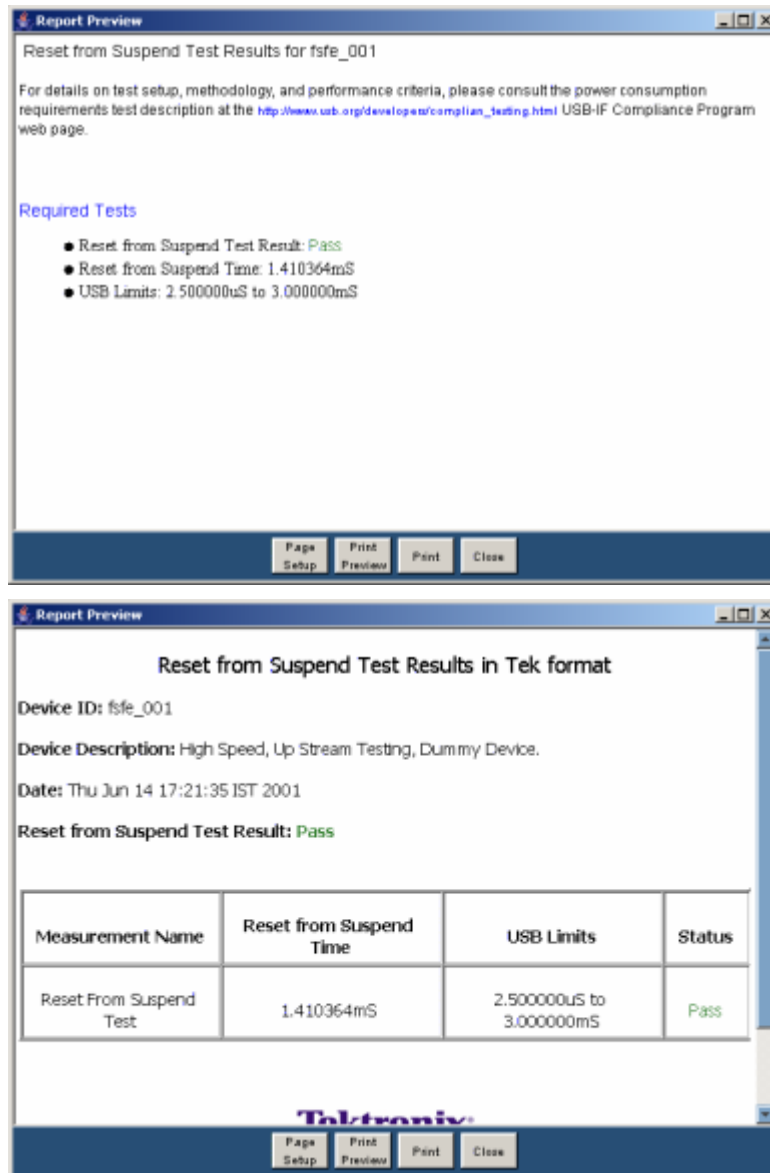 Report Preview
Reset from Suspend Test Results for fsfe_001
For details on test setup, methodology, and performance criteria, please consult the power consumption
requirements test description at the http://www.usb.org/developers/complian_testing.html USB-IF Compliance Program
web page.
Required Tests
● Reset from Suspend Test Result: Pass
● Reset from Suspend Time: 1.410364mS
● USB Limits: 2.500000uS to 3.000000mS
Page Setup
Print Preview
Print
Close
Report Preview
Reset from Suspend Test Results in Tek format
Device ID: fsfe_001
Device Description: High Speed, Up Stream Testing, Dummy Device.
Date: Thu Jun 14 17:21:35 IST 2001
Reset from Suspend Test Result: Pass
Measurement Name
Reset from Suspend
Time
USB Limits
Status
Reset From Suspend
Test
1.410364mS
2.500000uS to
3.000000mS
Pass
Tektronix
Page Setup
Print Preview
Print
Close